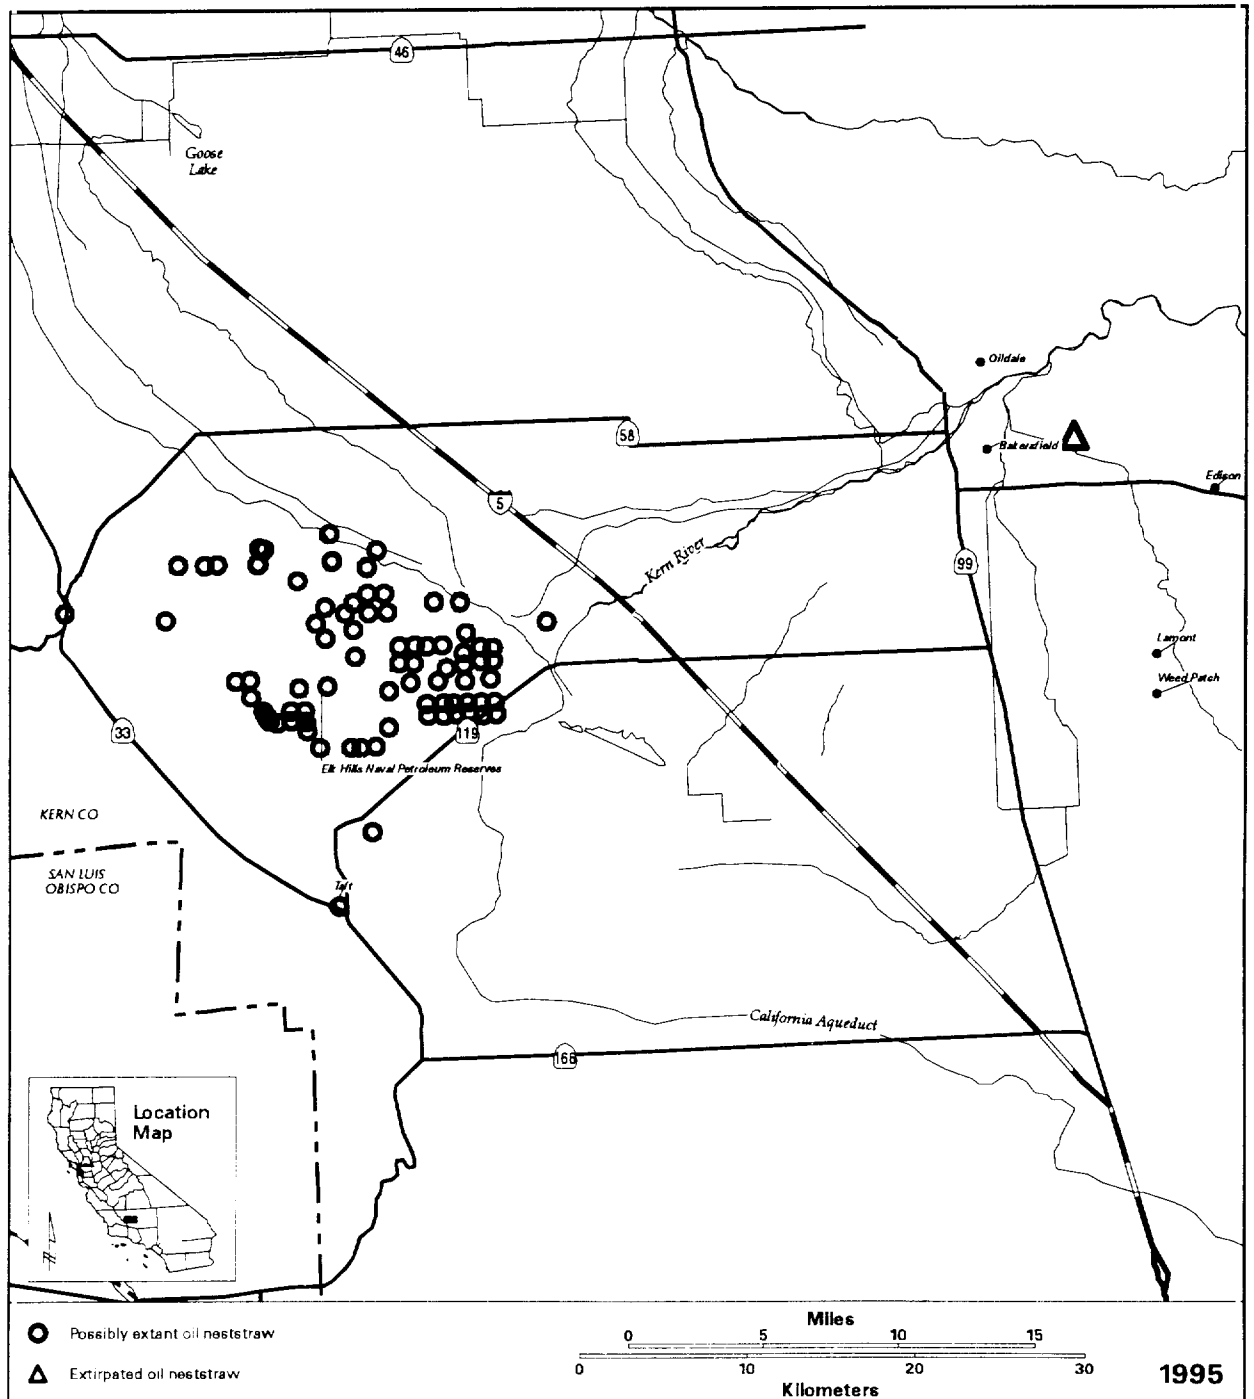 46
Goose
Lake
Oildale
58
Bakersfield
Edison
5
Kern River
99
Lamont
Weed Patch
33
119
Elk Hills Naval Petroleum Reserves
KERN CO
SAN LUIS
OBISPO CO
Taft
California Aqueduct
166
Location
Map
Possibly extant oil neststraw
Extirpated oil neststraw
Miles
0 5 10 15
0 10 20 30
Kilometers
1995